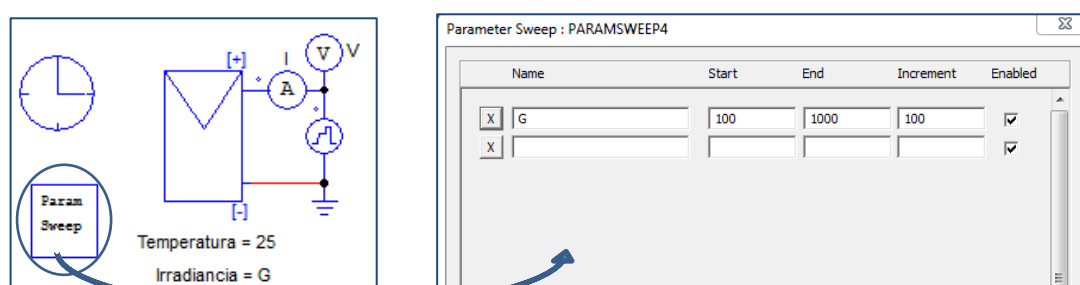 [+]
I
V
V
A
Param
Sweep
[-]
Temperatura = 25
Irradiancia = G
Parameter Sweep : PARAMSWEEP4
Name Start End Increment Enabled
X G 100 1000 100
X